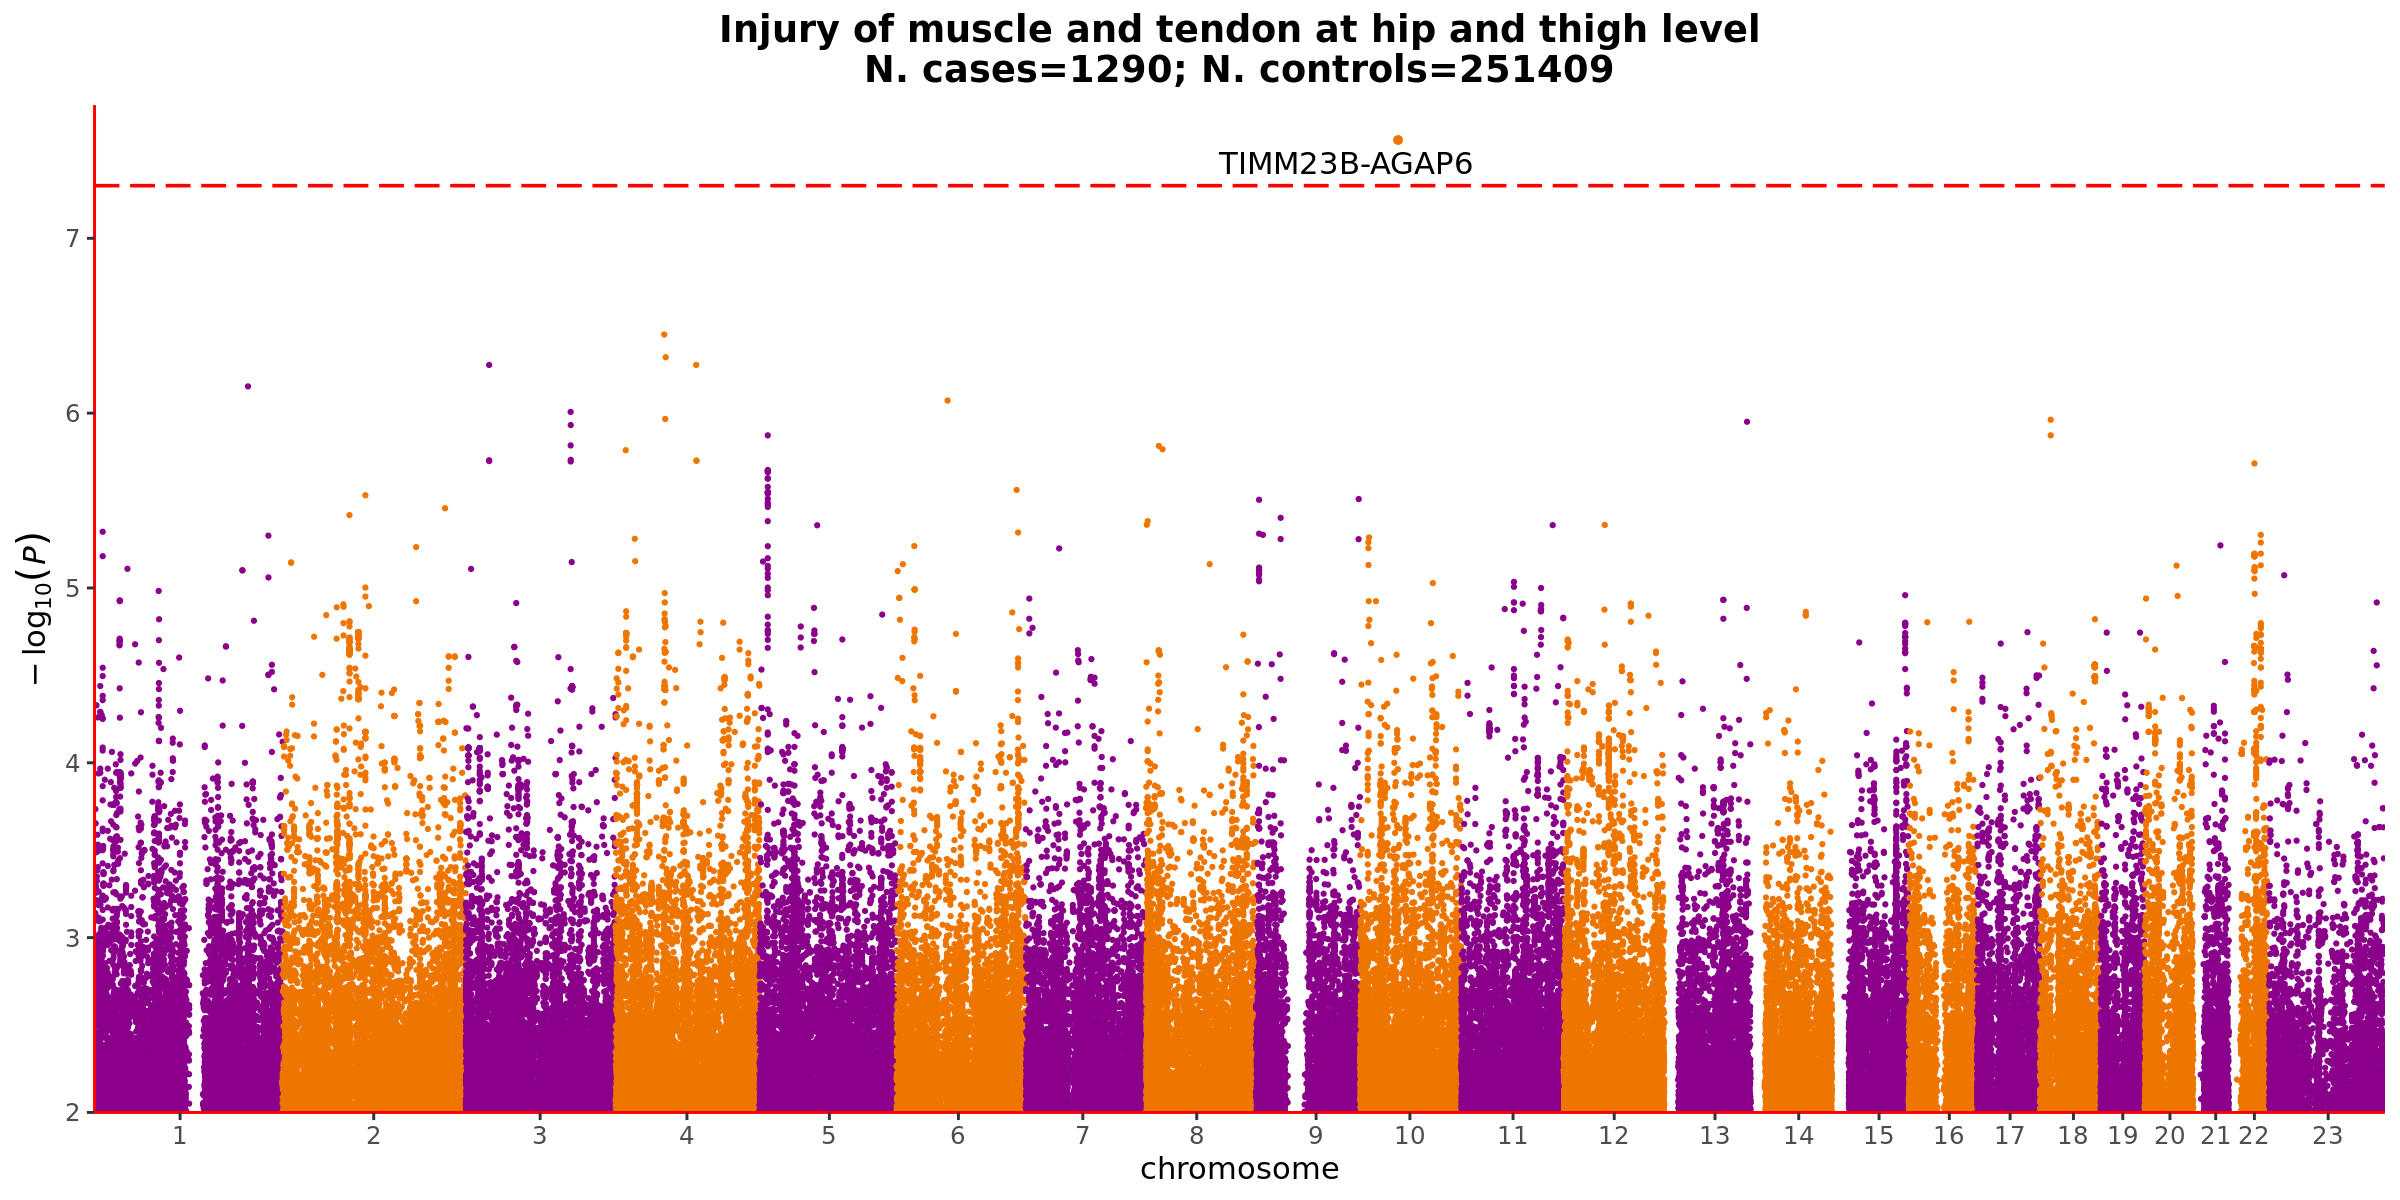 Injury of muscle and tendon at hip and thigh level
N. cases=1290; N. controls=251409
TIMM23B-AGAP6
7
6
5
4
3
2
−log₁₀(P)
1 2 3 4 5 6 7 8 9 10 11 12 13 14 15 16 17 18 19 20 21 22 23
chromosome